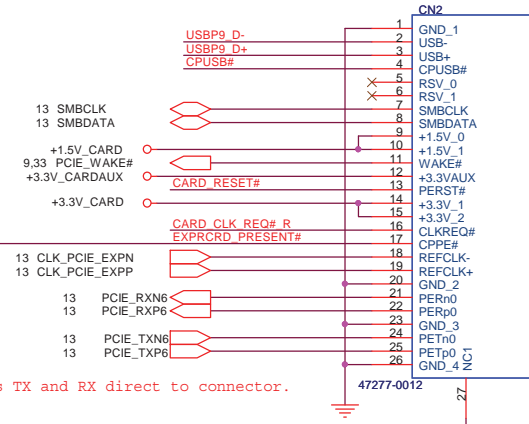 CN2
1 GND_1
USBP9_D- 2 USB-
USBP9_D+ 3 USB+
CPUSB# 4 CPUSB#
5 RSV_0
6 RSV_1
13 SMBCLK 7 SMBCLK
13 SMBDATA 8 SMBDATA
9 +1.5V_0
+1.5V_CARD 10 +1.5V_1
9,33 PCIE_WAKE# 11 WAKE#
+3.3V_CARDAUX 12 +3.3VAUX
CARD_RESET# 13 PERST#
+3.3V_CARD 14 +3.3V_1
15 +3.3V_2
CARD_CLK_REQ#_R 16 CLKREQ#
EXPRCRD_PRESENT# 17 CPPE#
13 CLK_PCIE_EXPN 18 REFCLK-
13 CLK_PCIE_EXPP 19 REFCLK+
20 GND_2
13 PCIE_RXN6 21 PERn0
13 PCIE_RXP6 22 PERp0
23 GND_3
13 PCIE_TXN6 24 PETn0
13 PCIE_TXP6 25 PETp0
26 GND_4
NC1
27
47277-0012
s TX and RX direct to connector.